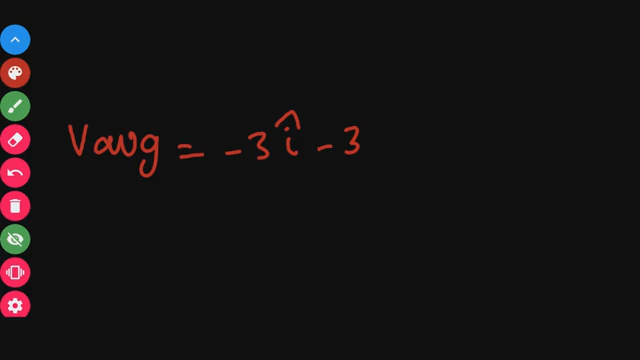 Vavg = -3î - 3